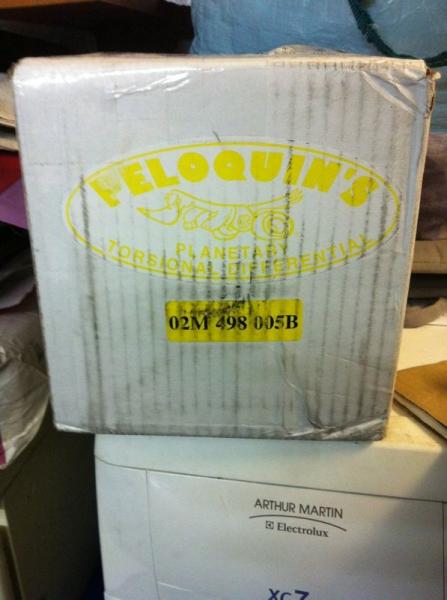 PELOQUIN'S
PLANETARY
TORSIONAL DIFFERENTIAL
02M 498 005B
ARTHUR MARTIN
Electrolux